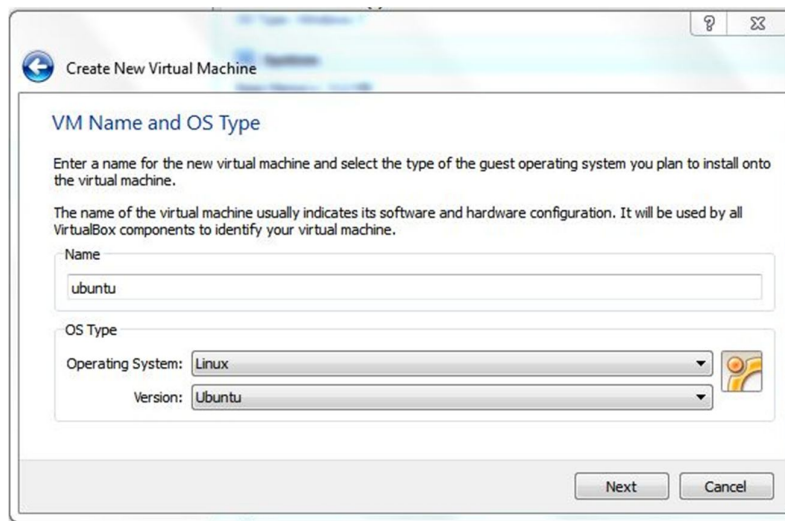 Create New Virtual Machine
VM Name and OS Type
Enter a name for the new virtual machine and select the type of the guest operating system you plan to install onto
the virtual machine.
The name of the virtual machine usually indicates its software and hardware configuration. It will be used by all
VirtualBox components to identify your virtual machine.
Name
ubuntu
OS Type
Operating System: Linux
Version: Ubuntu
Next Cancel